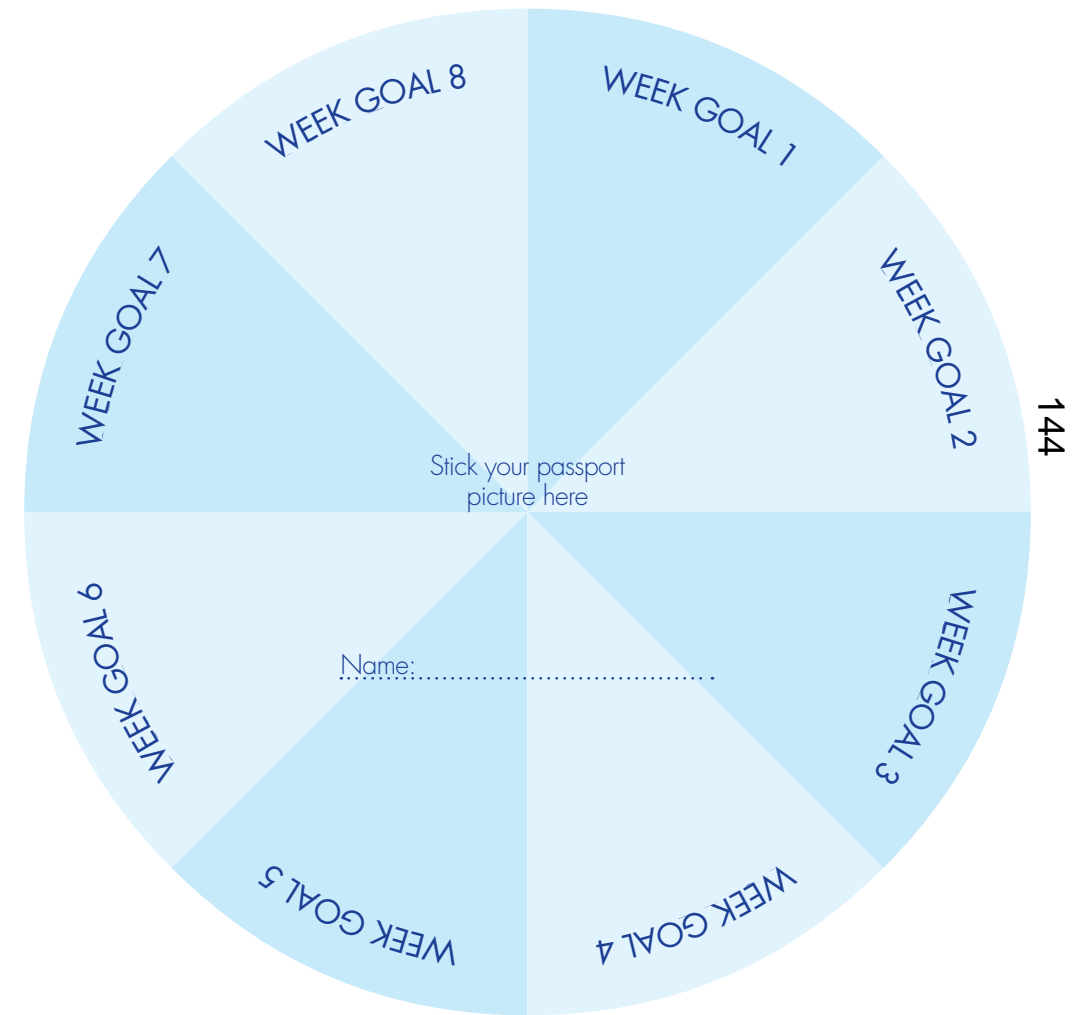 WEEK GOAL 1
WEEK GOAL 2
WEEK GOAL 3
WEEK GOAL 4
WEEK GOAL 5
WEEK GOAL 6
WEEK GOAL 7
WEEK GOAL 8
Stick your passport
picture here
Name:
144